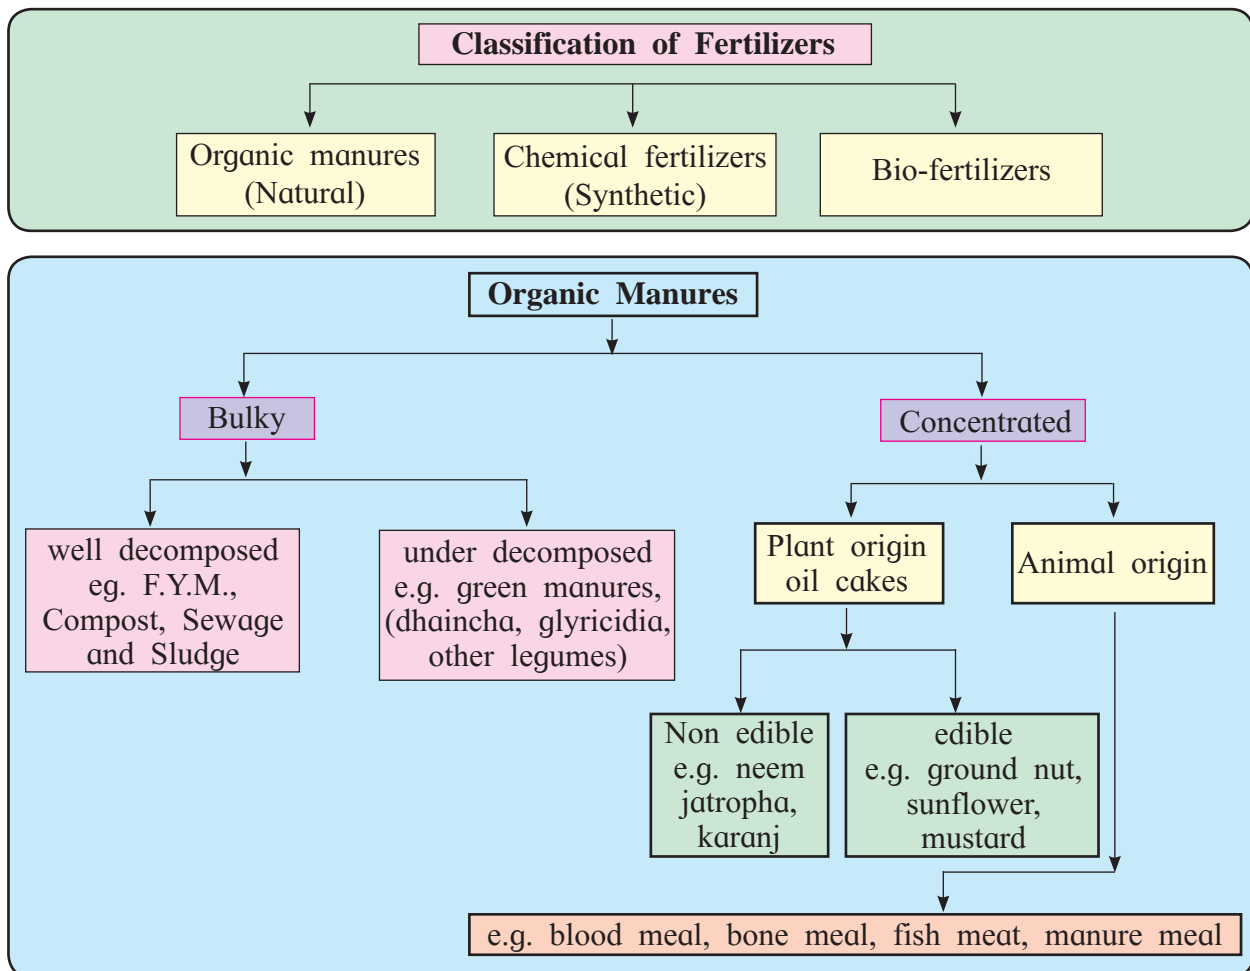 Classification of Fertilizers
Organic manures
(Natural)
Chemical fertilizers
(Synthetic)
Bio-fertilizers
Organic Manures
Bulky
Concentrated
well decomposed
eg. F.Y.M.,
Compost, Sewage
and Sludge
under decomposed
e.g. green manures,
(dhaincha, glyricidia,
other legumes)
Plant origin
oil cakes
Animal origin
Non edible
e.g. neem
jatropha,
karanj
edible
e.g. ground nut,
sunflower,
mustard
e.g. blood meal, bone meal, fish meat, manure meal